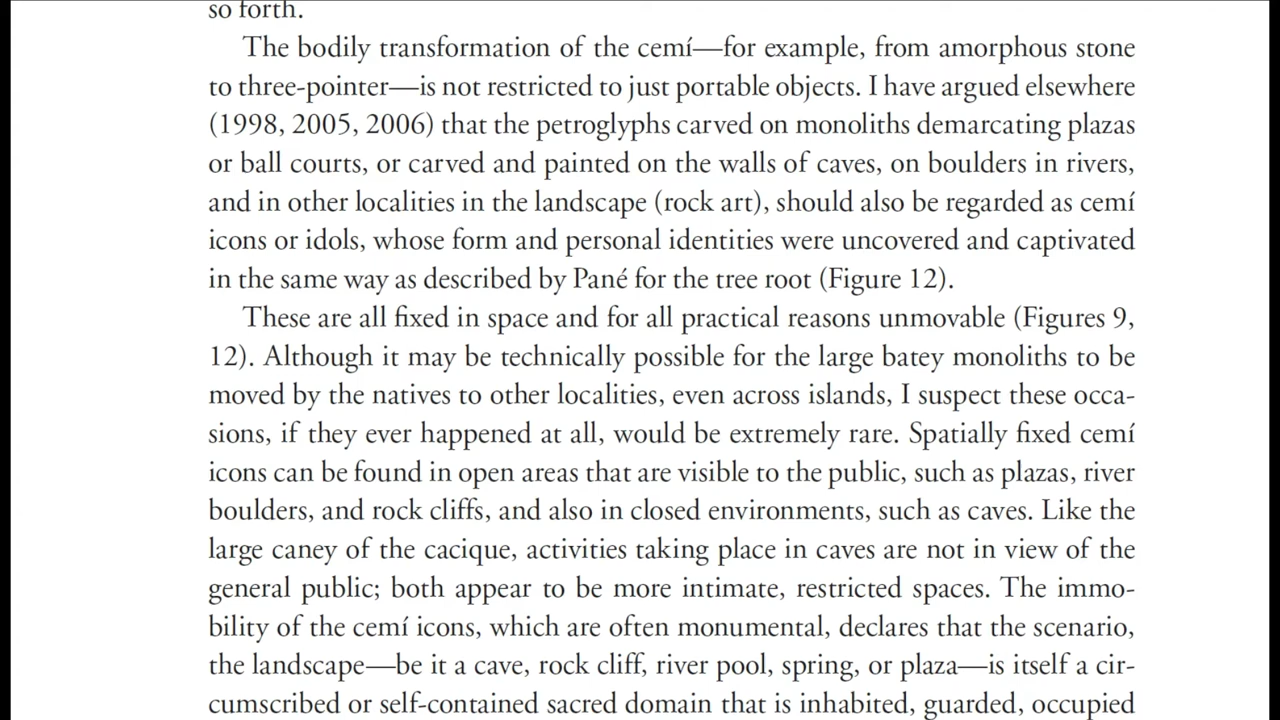 so forth.
The bodily transformation of the cemí—for example, from amorphous stone
to three-pointer—is not restricted to just portable objects. I have argued elsewhere
(1998, 2005, 2006) that the petroglyphs carved on monoliths demarcating plazas
or ball courts, or carved and painted on the walls of caves, on boulders in rivers,
and in other localities in the landscape (rock art), should also be regarded as cemí
icons or idols, whose form and personal identities were uncovered and captivated
in the same way as described by Pané for the tree root (Figure 12).
These are all fixed in space and for all practical reasons unmovable (Figures 9,
12). Although it may be technically possible for the large batey monoliths to be
moved by the natives to other localities, even across islands, I suspect these occa-
sions, if they ever happened at all, would be extremely rare. Spatially fixed cemí
icons can be found in open areas that are visible to the public, such as plazas, river
boulders, and rock cliffs, and also in closed environments, such as caves. Like the
large caney of the cacique, activities taking place in caves are not in view of the
general public; both appear to be more intimate, restricted spaces. The immo-
bility of the cemí icons, which are often monumental, declares that the scenario,
the landscape—be it a cave, rock cliff, river pool, spring, or plaza—is itself a cir-
cumscribed or self-contained sacred domain that is inhabited, guarded, occupied